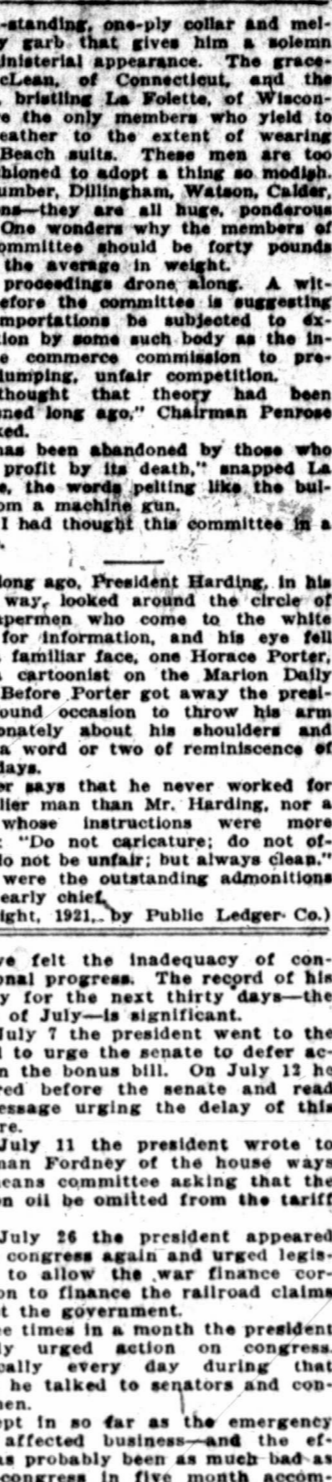 -standing, one-ply collar and mel-
y garb that gives him a solemn
inisterial appearance. The grace-
cLean, of Connecticut, and the
, bristling La Folette, of Wiscon-
e the only members who yield to
eather to the extent of wearing
Beach suits. These men are too
hioned to adopt a thing so modish.
umber, Dillingham, Watson, Calder,
ns—they are all huge, ponderous
One wonders why the members of
ommittee should be forty pounds
the average in weight.
proceedings drone along. A wit-
efore the committee is suggesting
mportations be subjected to ex-
tion by some such body as the in-
e commerce commission to pre-
lumping, unfair competition.
thought that theory had been
ned long ago," Chairman Penrose
ked.
has been abandoned by those who
profit by its death," snapped La
e, the words pelting like the bul-
om a machine gun.
I had thought this committee in a
.
long ago, President Harding, in his
way, looked around the circle of
spermen who come to the white
for information, and his eye fell
familiar face, one Horace Porter,
cartoonist on the Marion Daily
Before Porter got away the presi-
ound occasion to throw his arm
onately about his shoulders and
a word or two of reminiscence of
days.
er says that he never worked for
lier man than Mr. Harding, nor a
whose instructions were more
: "Do not caricature; do not of-
do not be unfair; but always clean."
were the outstanding admonitions
early chief.
ight, 1921, by Public Ledger Co.)
ve felt the inadequacy of con-
onal progress. The record of his
y for the next thirty days—the
of July—is significant.
July 7 the president went to the
l to urge the senate to defer ac-
n the bonus bill. On July 12 he
red before the senate and read
essage urging the delay of this
re.
July 11 the president wrote to
man Fordney of the house ways
eans committee asking that the
n oil be omitted from the tariff
July 26 the president appeared
congress again and urged legis-
to allow the war finance cor-
on to finance the railroad claims
t the government.
e times in a month the president
ly urged action on congress.
cally every day during that
he talked to senators and con-
men.
ept in so far as the emergency
affected business—and the ef-
as probably been as much bad as
congress in five month accom-